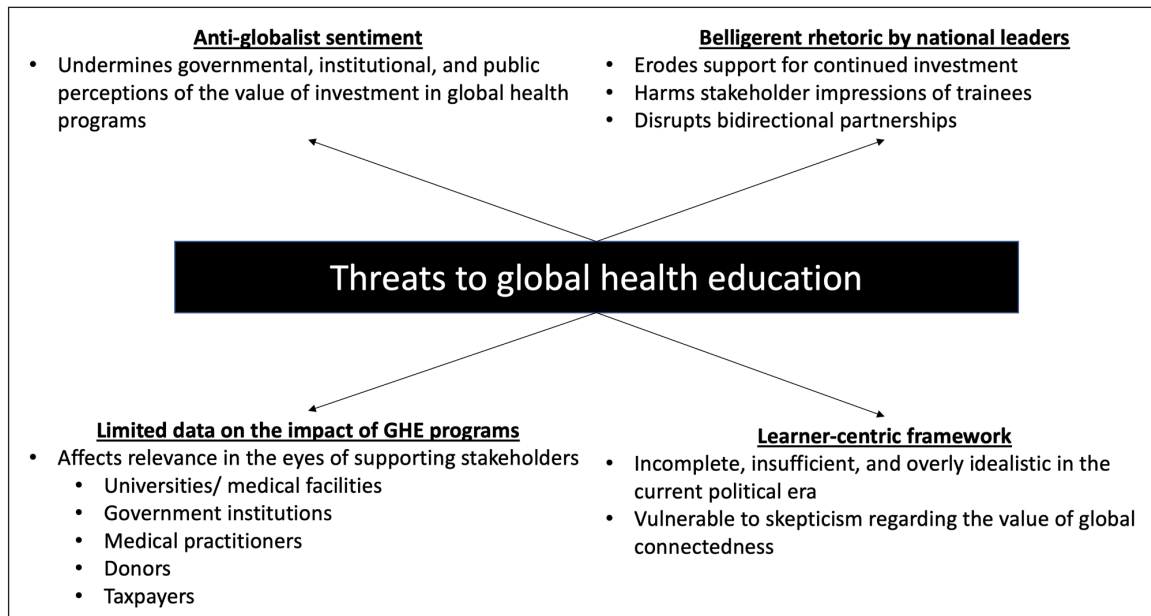 Anti-globalist sentiment
• Undermines governmental, institutional, and public
perceptions of the value of investment in global health
programs
Belligerent rhetoric by national leaders
• Erodes support for continued investment
• Harms stakeholder impressions of trainees
• Disrupts bidirectional partnerships
Threats to global health education
Limited data on the impact of GHE programs
• Affects relevance in the eyes of supporting stakeholders
• Universities/ medical facilities
• Government institutions
• Medical practitioners
• Donors
• Taxpayers
Learner-centric framework
• Incomplete, insufficient, and overly idealistic in the
current political era
• Vulnerable to skepticism regarding the value of global
connectedness